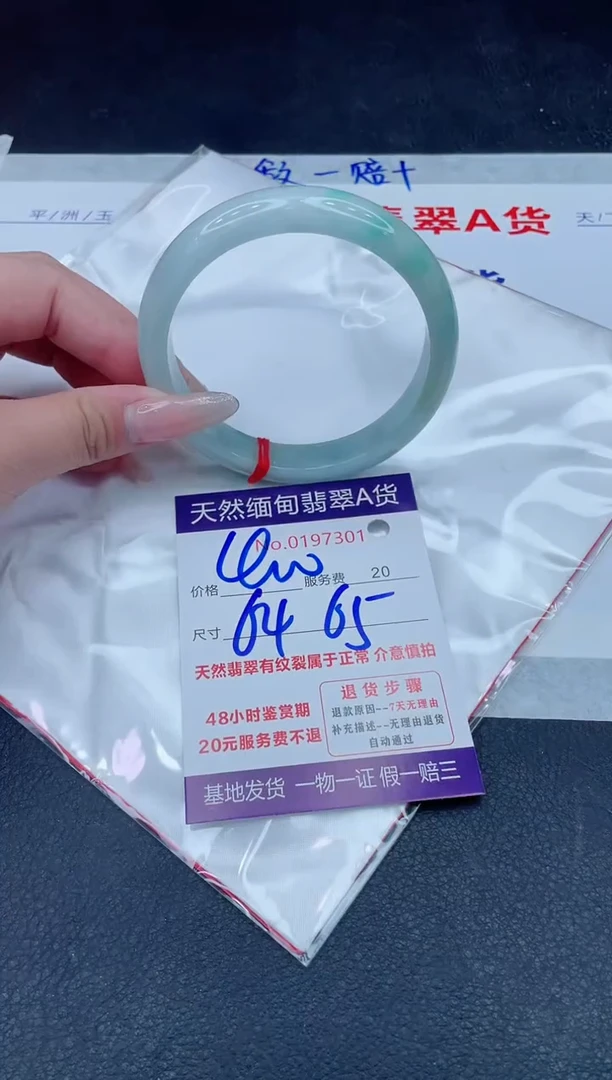 一赔十
平/洲/玉
翠A货
天然缅甸翡翠A货
No.0197301
价格
服务费 20
尺寸 64 65
天然翡翠有纹裂属于正常 介意慎拍
48小时鉴赏期
20元服务费不退
退货步骤
退款原因--7天无理由
补充描述--无理由退货
自动通过
基地发货 一物一证 假一赔三